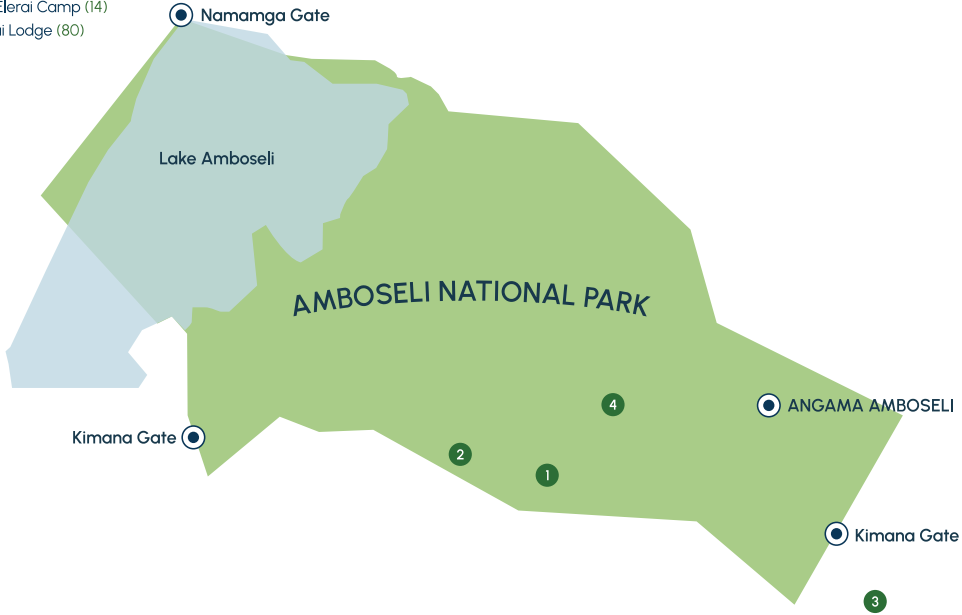 Elerai Camp (14)
Lodge (80)
Namamga Gate
Lake Amboseli
AMBOSELI NATIONAL PARK
4
ANGAMA AMBOSELI
Kimana Gate
2
1
Kimana Gate
3